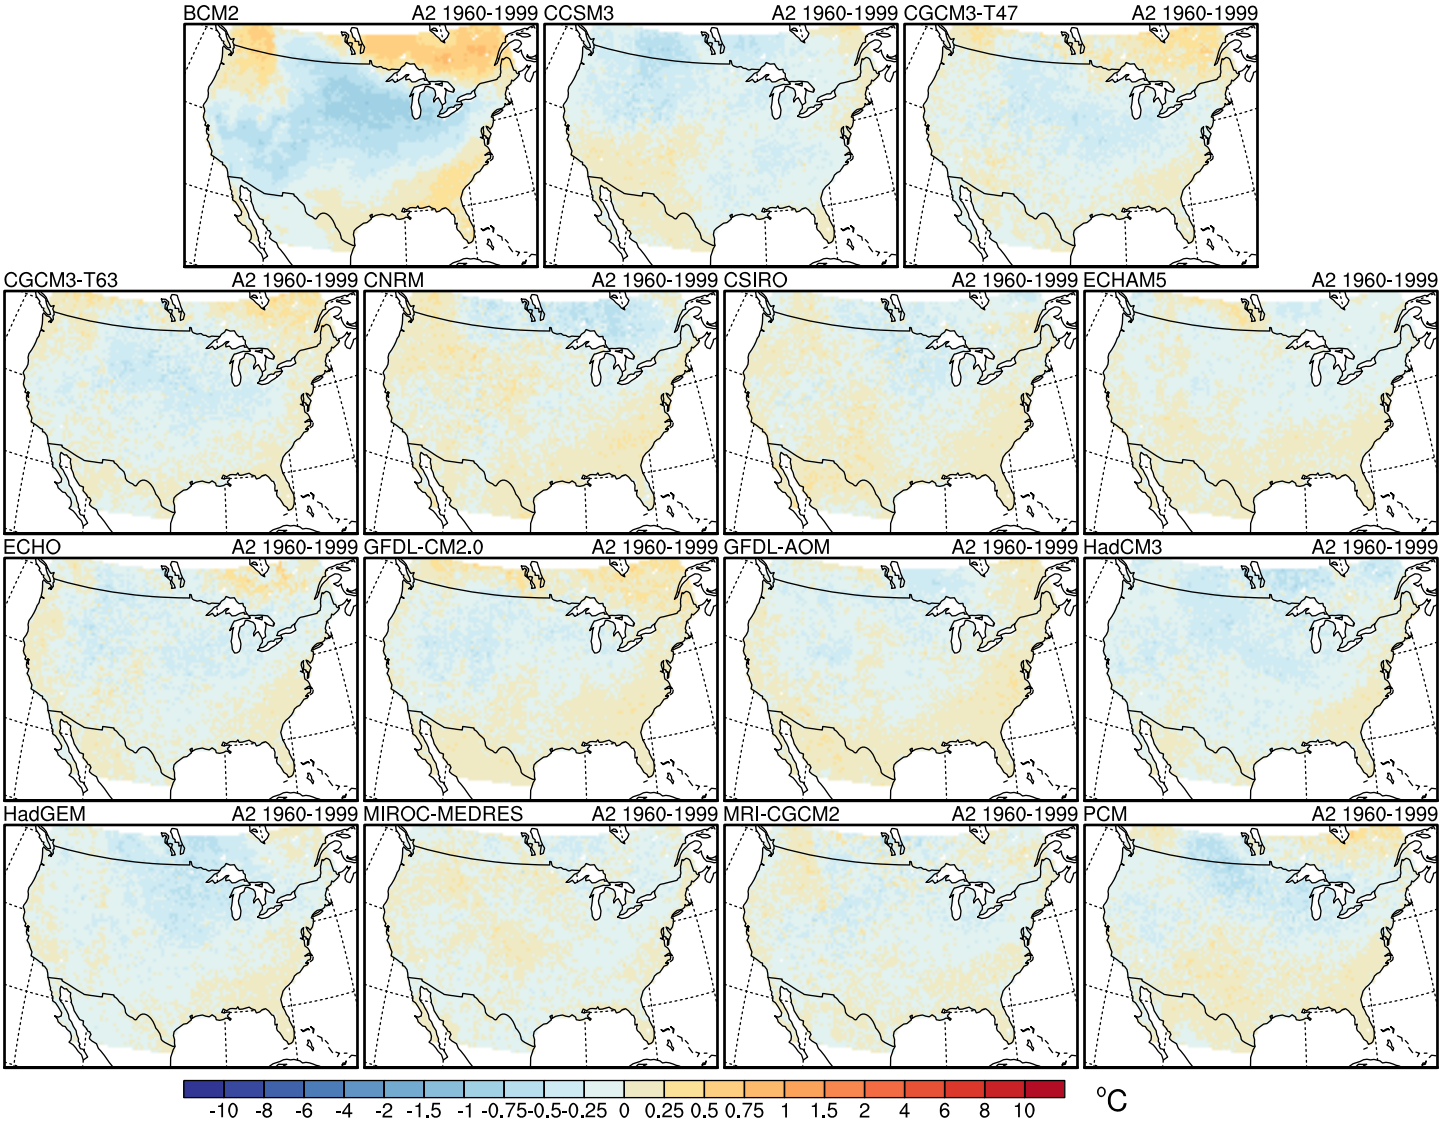 BCM2 A2 1960-1999 CCSM3 A2 1960-1999 CGCM3-T47 A2 1960-1999
CGCM3-T63 A2 1960-1999 CNRM A2 1960-1999 CSIRO A2 1960-1999 ECHAM5 A2 1960-1999
ECHO A2 1960-1999 GFDL-CM2.0 A2 1960-1999 GFDL-AOM A2 1960-1999 HadCM3 A2 1960-1999
HadGEM A2 1960-1999 MIROC-MEDRES A2 1960-1999 MRI-CGCM2 A2 1960-1999 PCM A2 1960-1999
-10 -8 -6 -4 -2 -1.5 -1 -0.75 -0.5 -0.25 0 0.25 0.5 0.75 1 1.5 2 4 6 8 10 °C